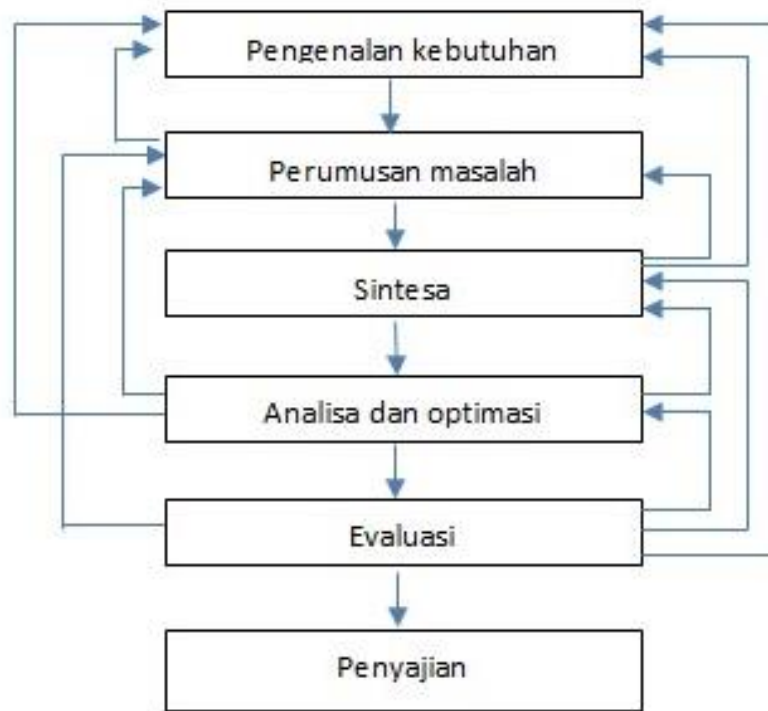 Pengenalan kebutuhan
Perumusan masalah
Sintesa
Analisa dan optimasi
Evaluasi
Penyajian